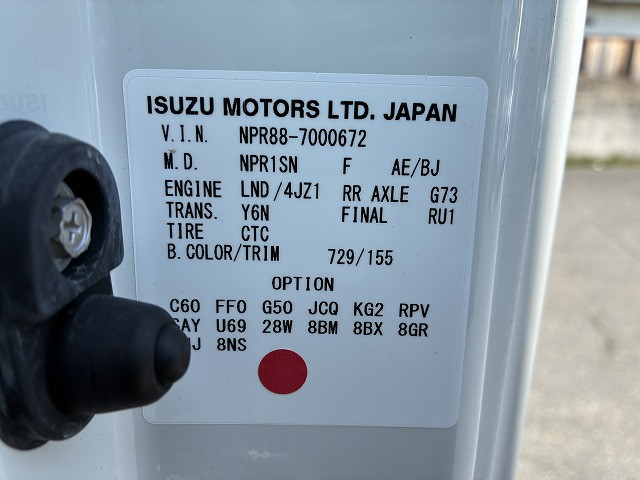 ISUZU MOTORS LTD. JAPAN
V.I.N. NPR88-7000672
M.D. NPR1SN F AE/BJ
ENGINE LND/4JZ1 RR AXLE G73
TRANS. Y6N FINAL RU1
TIRE CTC
B.COLOR/TRIM 729/155
OPTION
C60 FF0 G50 JCQ KG2 RPV
U69 28W 8BM 8BX 8GR
8NS